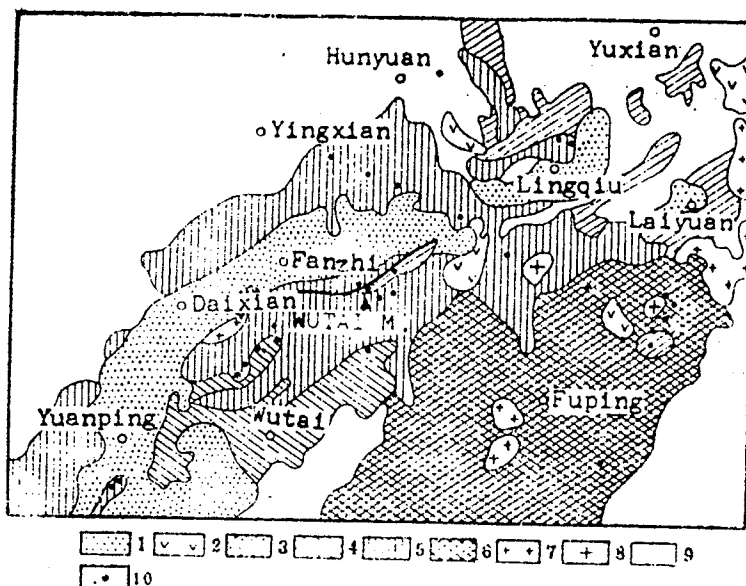 Hunyuan
Yuxian
Yingxian
Lingqiu
Laiyuan
Fanzhi
Daixian
WUTAI M.
Fuping
Yuanping
Wutai
1 2 3 4 5 6 7 8 9
10